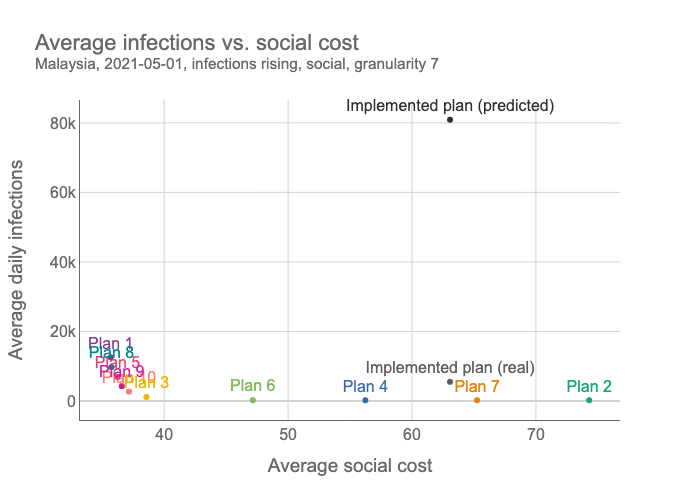 Average infections vs. social cost
Malaysia, 2021-05-01, infections rising, social, granularity 7
Implemented plan (predicted)
80k
60k
40k
20k
0
Average daily infections
Plan 1
Plan 8
Plan 5
Plan 9
Plan 10
Plan 3
Plan 6
Plan 4
Implemented plan (real)
Plan 7
Plan 2
40
50
60
70
Average social cost